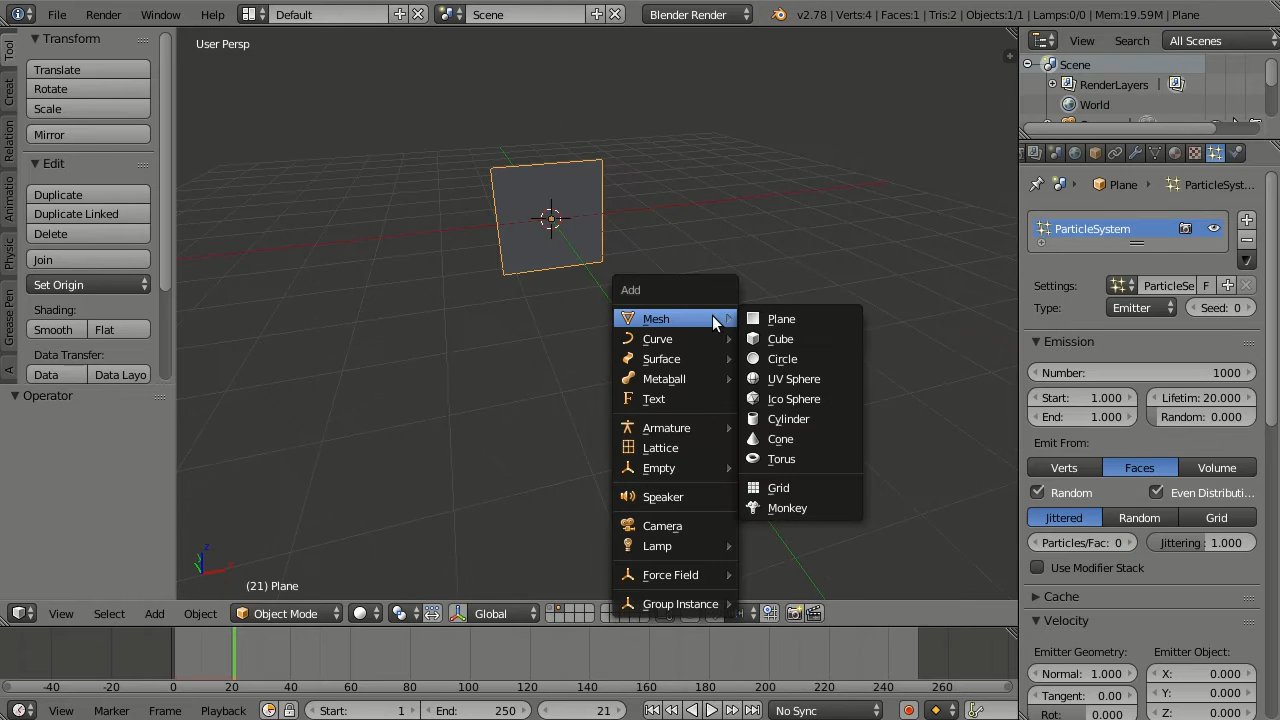 File Render Window Help Default Scene Blender Render v2.78 | Verts:4 | Faces:1 | Tris:2 | Objects:1/1 | Lamps:0/0 | Mem:19.59M | Plane
Transform
Translate
Rotate
Scale
Mirror
Edit
Duplicate
Duplicate Linked
Delete
Join
Set Origin
Shading:
Smooth Flat
Data Transfer:
Data Data Layo
Operator
Tool
Creat
Relation
Animatio
Physic
Grease Pen
A
User Persp
(21) Plane
z
x
Add
Mesh
Curve
Surface
Metaball
Text
Armature
Lattice
Empty
Speaker
Camera
Lamp
Force Field
Group Instance
Plane
Cube
Circle
UV Sphere
Ico Sphere
Cylinder
Cone
Torus
Grid
Monkey
View Select Add Object Object Mode Global
-40 -20 0 20 40 60 80 100 120 140 160 180 200 220 240 260
View Marker Frame Playback Start: 1 End: 250 21 No Sync
View Search All Scenes
Scene
RenderLayers |
World
Plane ParticleSyst...
ParticleSystem
Settings: ParticleSe F
Type: Emitter Seed: 0
Emission
Number: 1000
Start: 1.000 Lifetim: 20.000
End: 1.000 Random: 0.000
Emit From:
Verts Faces Volume
Random Even Distributi...
Jittered Random Grid
Particles/Fac: 0 Jittering: 1.000
Use Modifier Stack
Cache
Velocity
Emitter Geometry: Emitter Object:
Normal: 1.000 X: 0.000
Tangent: 0.00 Y: 0.000
Rot: 0.000 Z: 0.000